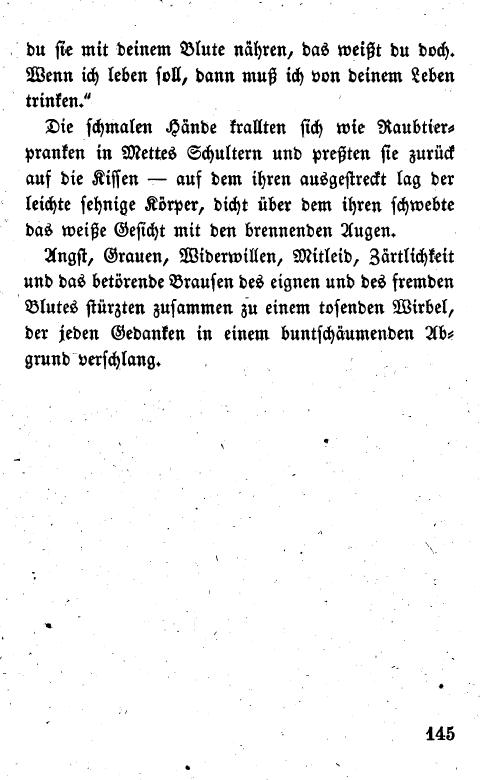 du sie mit deinem Blute nähren, das weißt du doch.
Wenn ich leben soll, dann muß ich von deinem Leben
trinken.“
Die schmalen Hände krallten sich wie Raubtier-
pranken in Mettes Schultern und preßten sie zurück
auf die Kissen — auf dem ihren ausgestreckt lag der
leichte sehnige Körper, dicht über dem ihren schwebte
das weiße Gesicht mit den brennenden Augen.
Angst, Grauen, Widerwillen, Mitleid, Zärtlichkeit
und das betörende Brausen des eignen und des fremden
Blutes stürzten zusammen zu einem tosenden Wirbel,
der jeden Gedanken in einem buntschäumenden Ab-
grund verschlang.
145